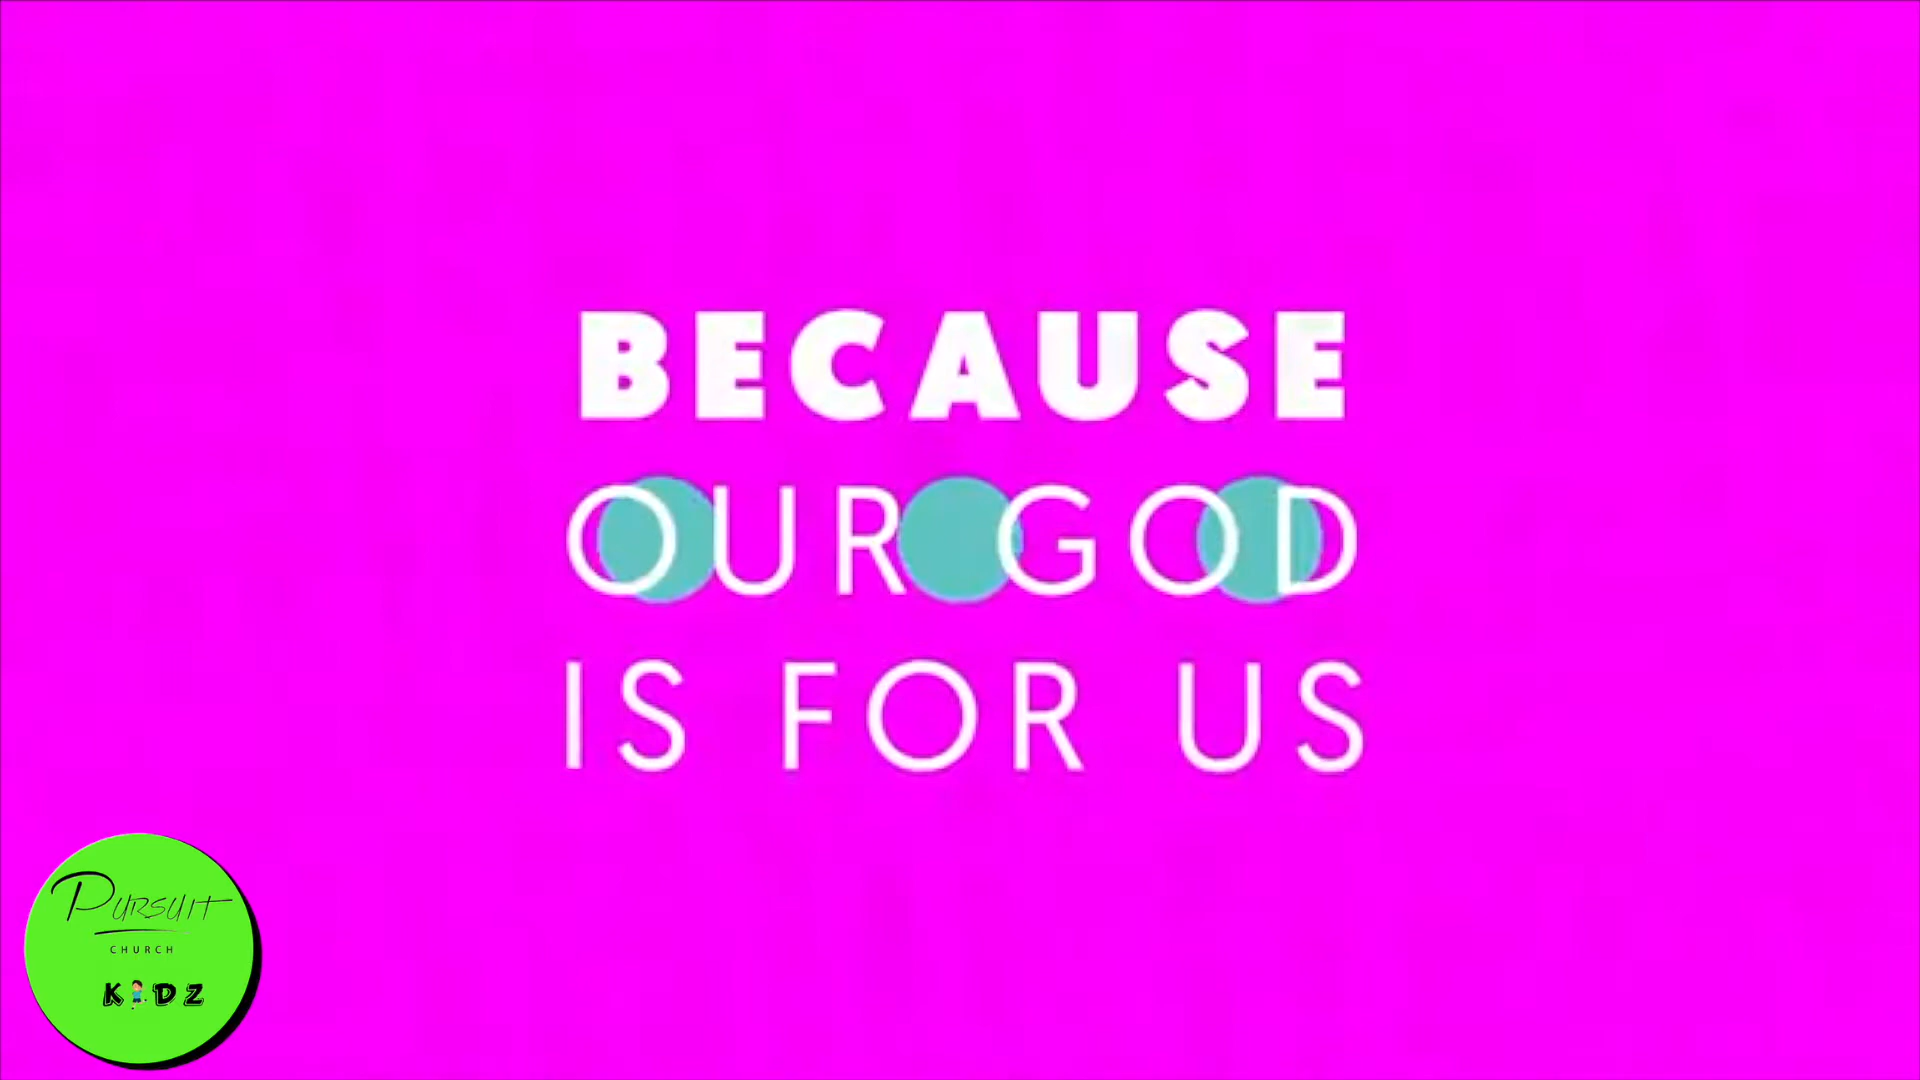 BECAUSE
OUR GOD
IS FOR US
PURSUIT
CHURCH
KIDZ